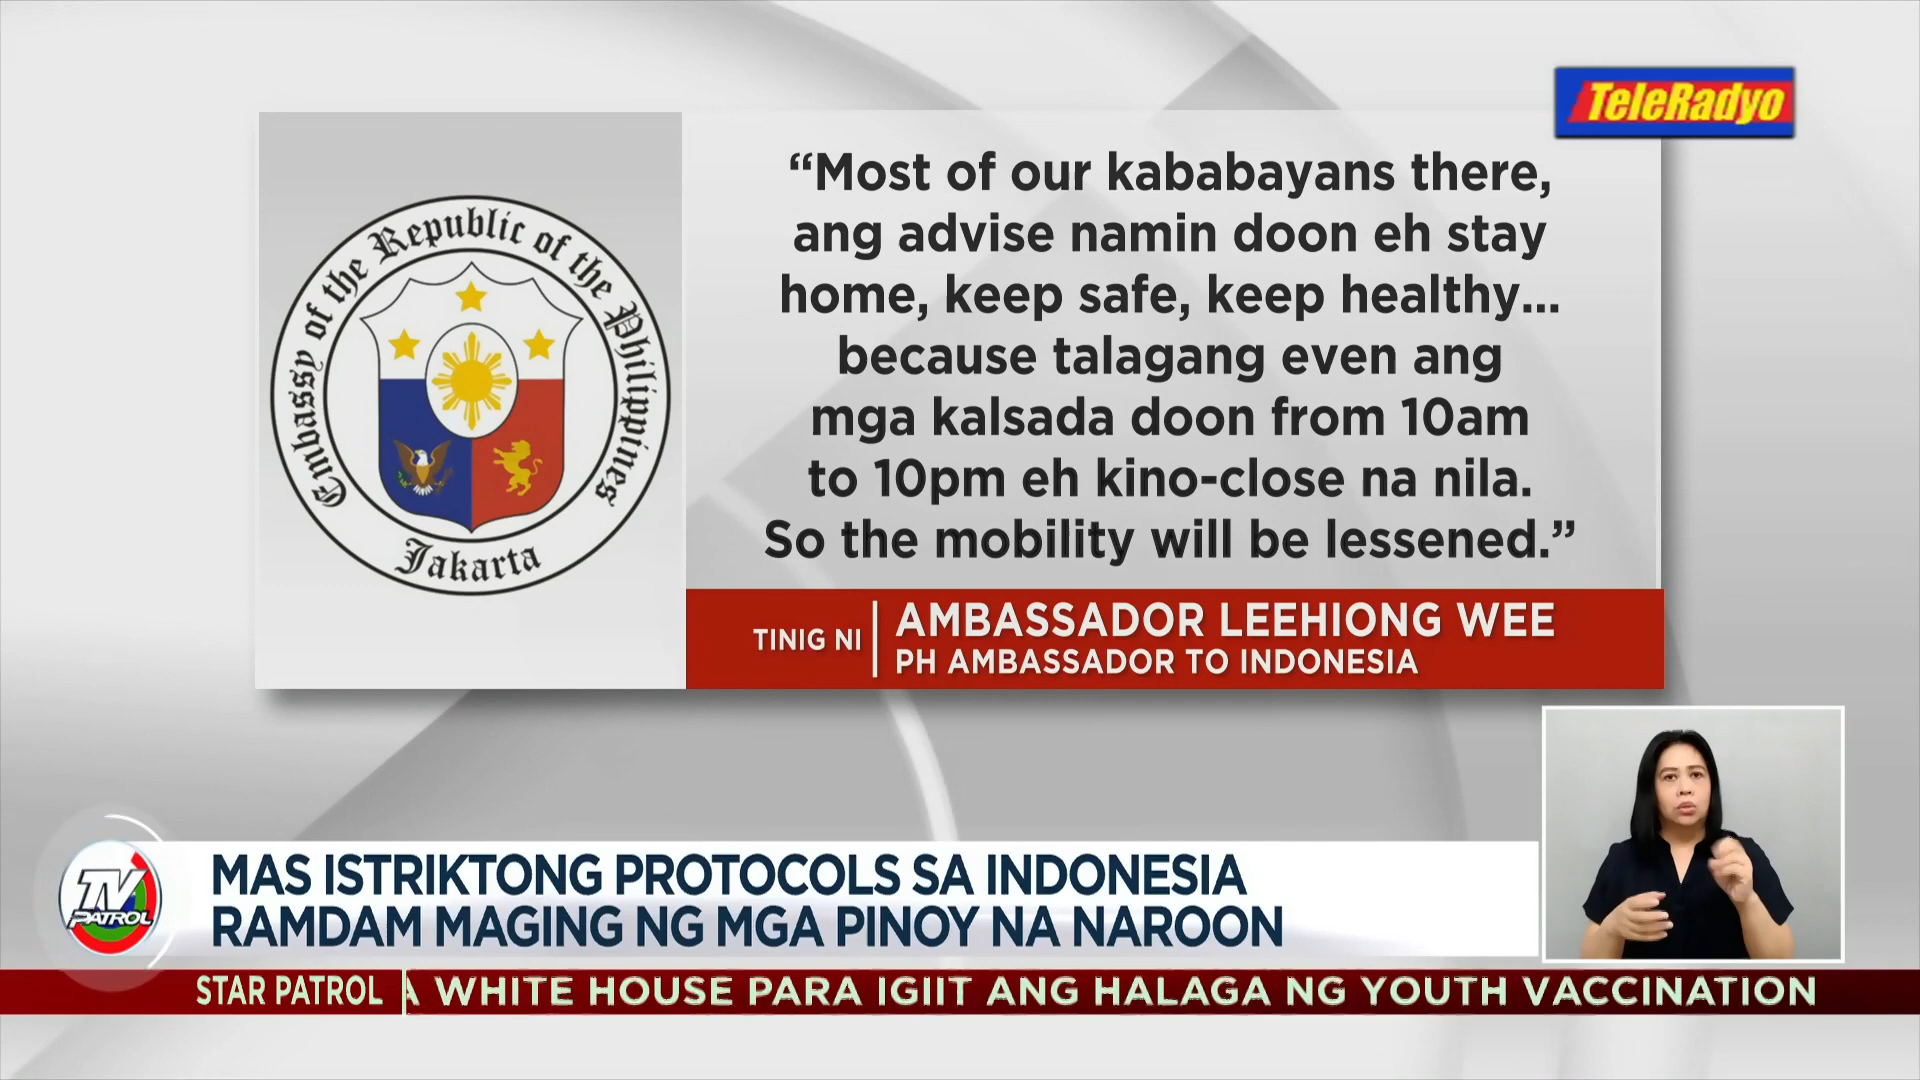 TeleRadyo
“Most of our kababayans there,
ang advise namin doon eh stay
home, keep safe, keep healthy...
because talagang even ang
mga kalsada doon from 10am
to 10pm eh kino-close na nila.
So the mobility will be lessened.”
Embassy of the Republic of the Philippines
Jakarta
TINIG NI
AMBASSADOR LEEHIONG WEE
PH AMBASSADOR TO INDONESIA
TV PATROL
MAS ISTRIKTONG PROTOCOLS SA INDONESIA
RAMDAM MAGING NG MGA PINOY NA NAROON
STAR PATROL
A WHITE HOUSE PARA IGIIT ANG HALAGA NG YOUTH VACCINATION